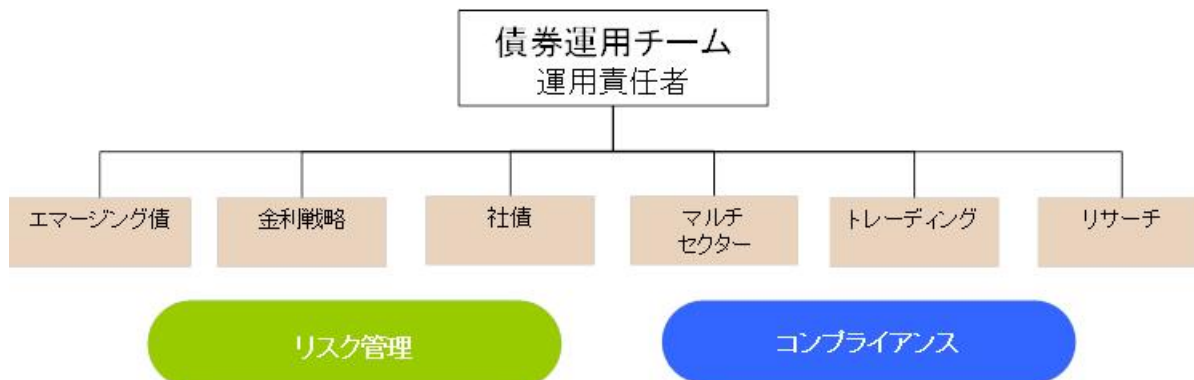 債券運用チーム
運用責任者
エマージング債
金利戦略
社債
マルチ
セクター
トレーディング
リサーチ
リスク管理
コンプライアンス